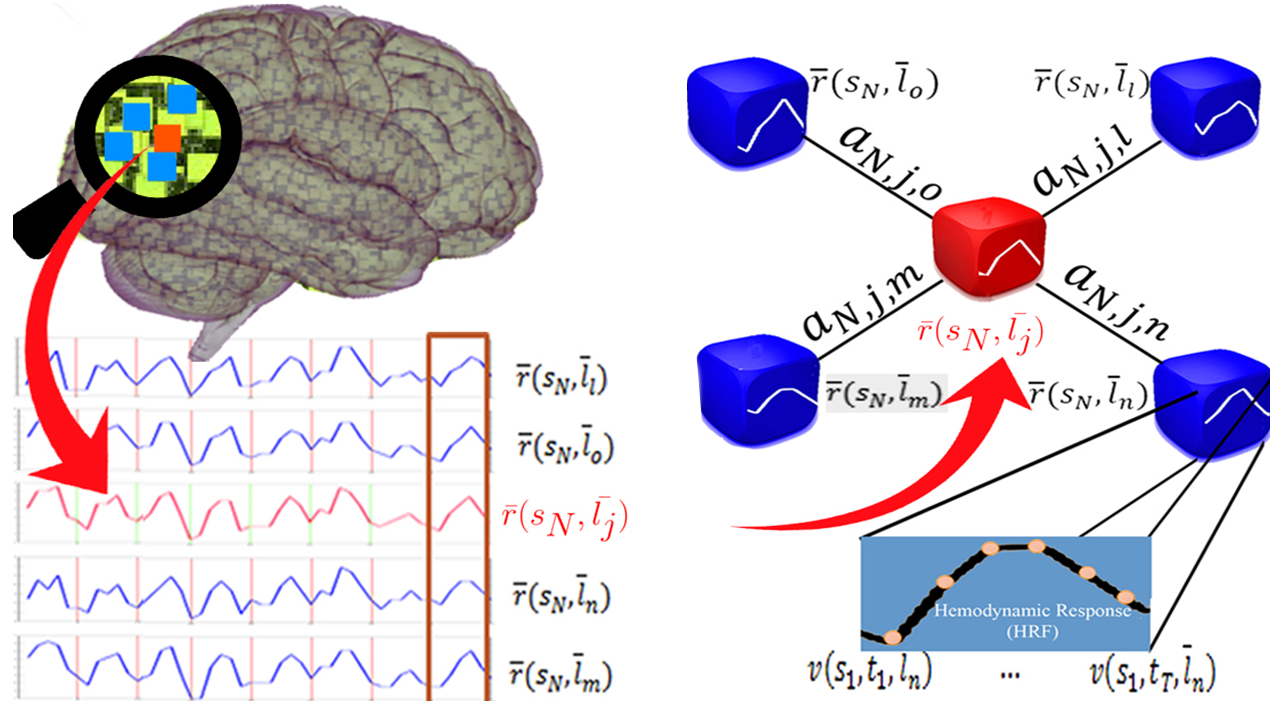 r̄(s_N, l̄_l)
r̄(s_N, l̄_o)
r̄(s_N, l̄_j)
r̄(s_N, l̄_n)
r̄(s_N, l̄_m)
r̄(s_N, l̄_o)
r̄(s_N, l̄_l)
a_{N,j,o}
a_{N,j,l}
a_{N,j,m}
a_{N,j,n}
r̄(s_N, l̄_j)
r̄(s_N, l̄_m)
r̄(s_N, l̄_n)
Hemodynamic Response
(HRF)
v(s_1, t_1, l_n) ... v(s_1, t_T, l̄_n)